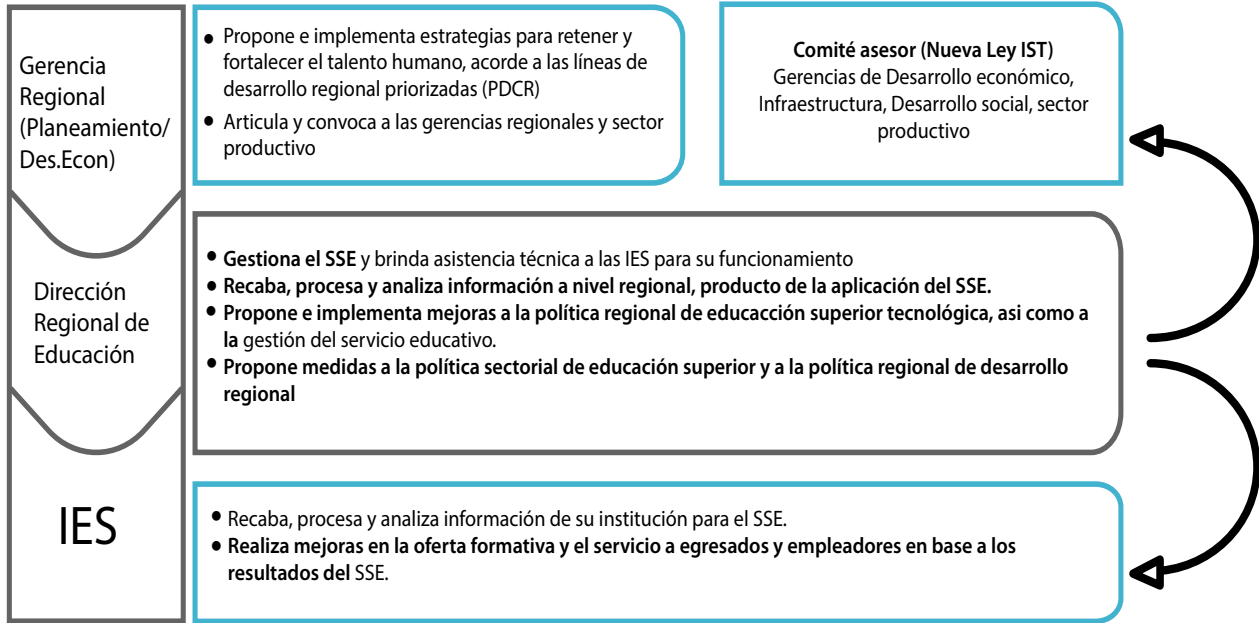 Gerencia
Regional
(Planeamiento/
Des.Econ)
• Propone e implementa estrategias para retener y
fortalecer el talento humano, acorde a las líneas de
desarrollo regional priorizadas (PDCR)
• Articula y convoca a las gerencias regionales y sector
productivo
Comité asesor (Nueva Ley IST)
Gerencias de Desarrollo económico,
Infraestructura, Desarrollo social, sector
productivo
Dirección
Regional de
Educación
• Gestiona el SSE y brinda asistencia técnica a las IES para su funcionamiento
• Recaba, procesa y analiza información a nivel regional, producto de la aplicación del SSE.
• Propone e implementa mejoras a la política regional de educacción superior tecnológica, asi como a
la gestión del servicio educativo.
• Propone medidas a la política sectorial de educación superior y a la política regional de desarrollo
regional
IES
• Recaba, procesa y analiza información de su institución para el SSE.
• Realiza mejoras en la oferta formativa y el servicio a egresados y empleadores en base a los
resultados del SSE.